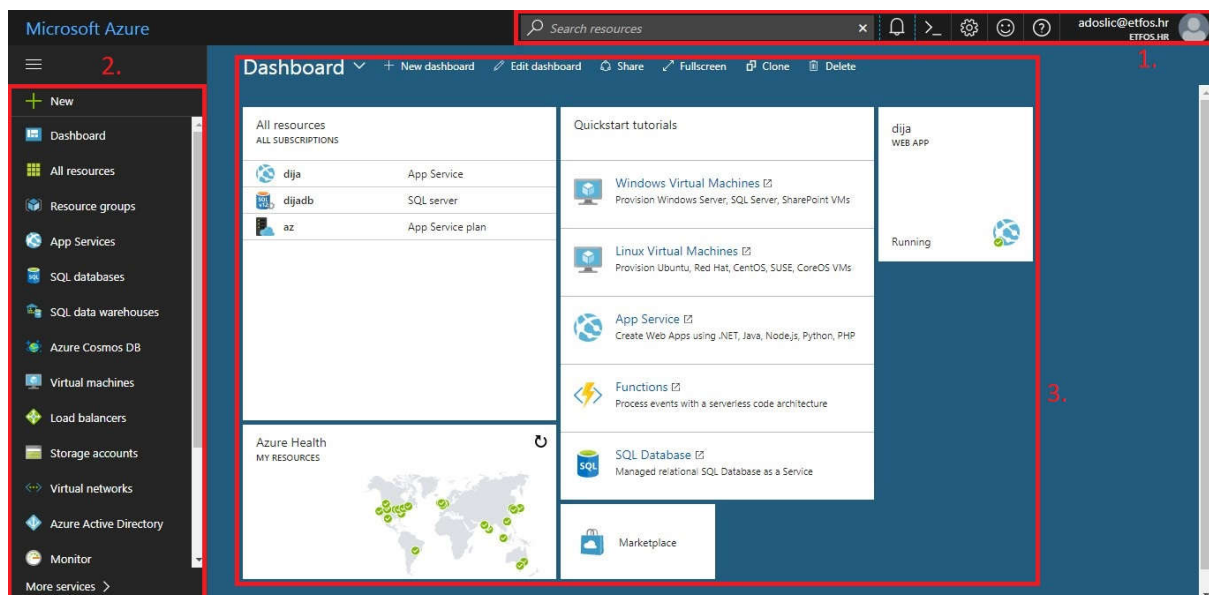 Microsoft Azure
Search resources
adoslic@etfos.hr
ETFOS.HR
1.
2.
New
Dashboard
All resources
Resource groups
App Services
SQL databases
SQL data warehouses
Azure Cosmos DB
Virtual machines
Load balancers
Storage accounts
Virtual networks
Azure Active Directory
Monitor
More services
Dashboard
New dashboard
Edit dashboard
Share
Fullscreen
Clone
Delete
All resources
ALL SUBSCRIPTIONS
dija App Service
dijadb SQL server
az App Service plan
Azure Health
MY RESOURCES
Quickstart tutorials
Windows Virtual Machines
Provision Windows Server, SQL Server, SharePoint VMs
Linux Virtual Machines
Provision Ubuntu, Red Hat, CentOS, SUSE, CoreOS VMs
App Service
Create Web Apps using .NET, Java, Node.js, Python, PHP
Functions
Process events with a serverless code architecture
SQL
SQL Database
Managed relational SQL Database as a Service
Marketplace
dija
WEB APP
Running
3.